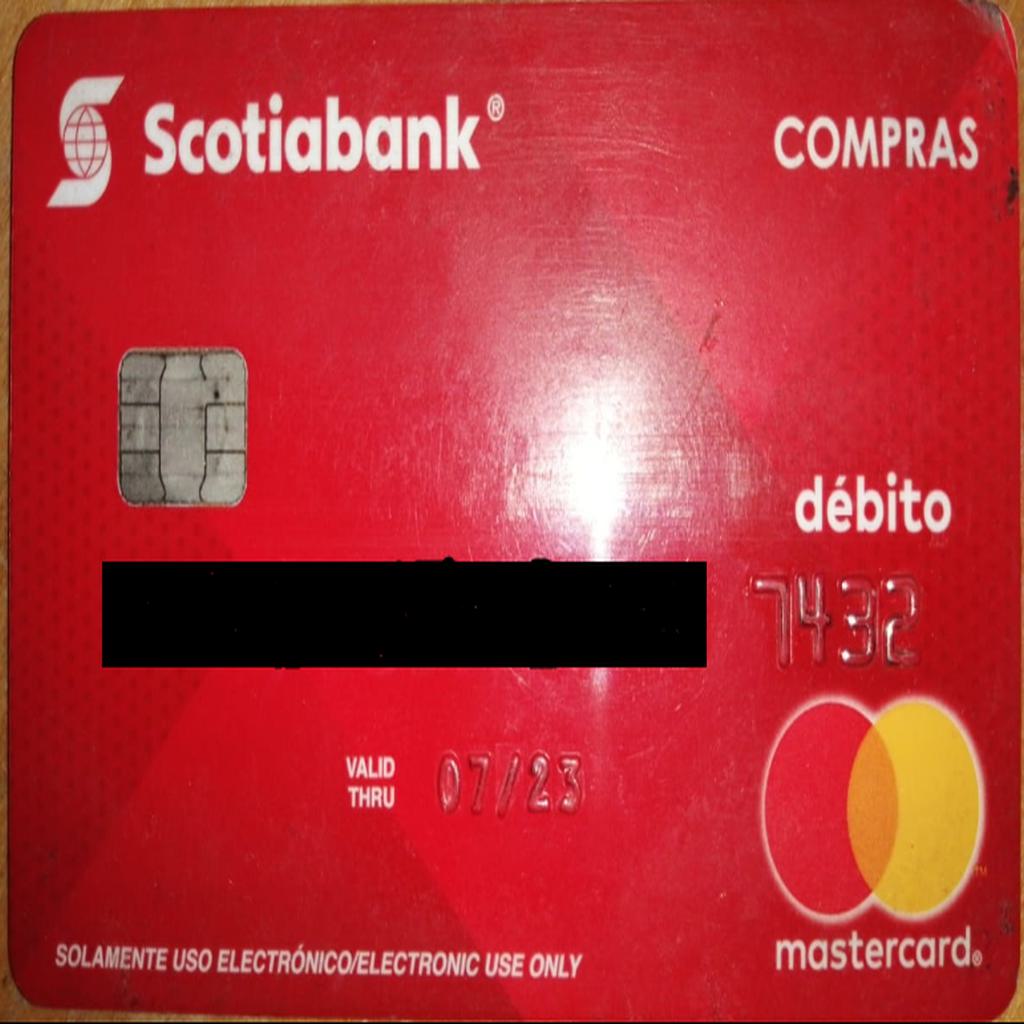 Scotiabank®
COMPRAS
débito
7432
VALID
THRU
07/23
SOLAMENTE USO ELECTRÓNICO/ELECTRONIC USE ONLY
mastercard®